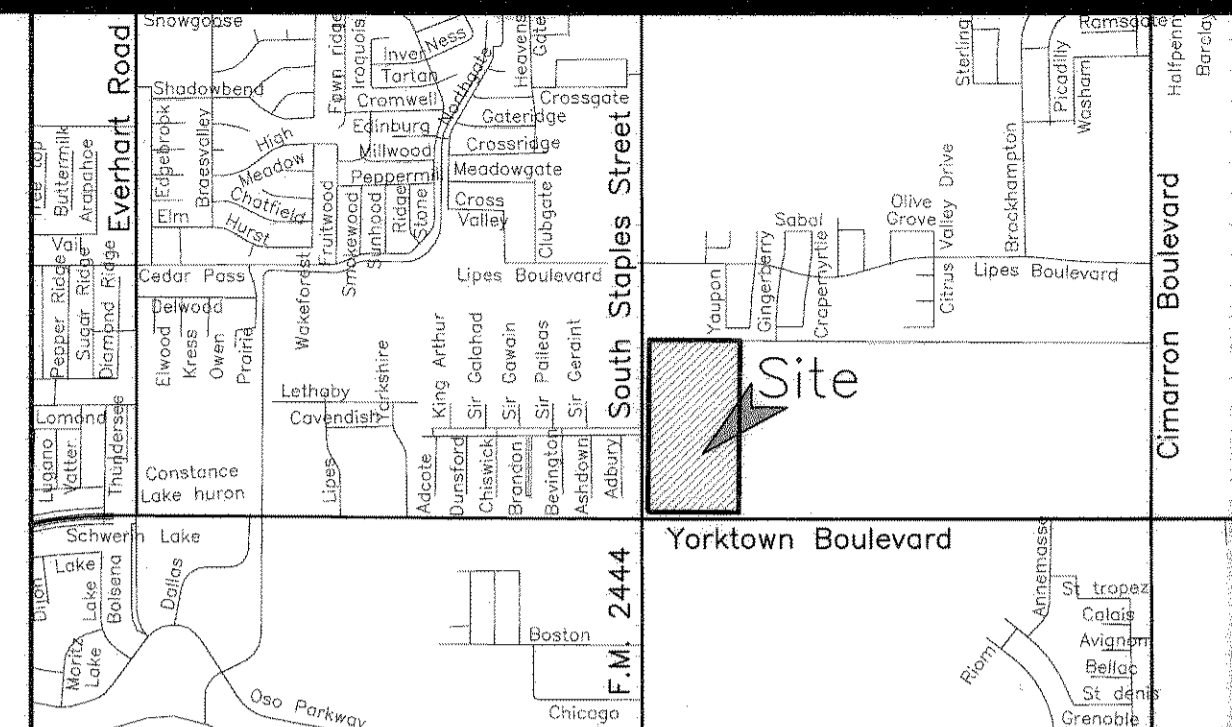 Snowgoose
Shadowbend
Everhart Road
Buttermilk
Arapahoe
Edgebrook
Braesvalley
High
Meadow
Chatfield
Hurst
Elm
Fawn ridge
Iroquois
Inver Ness
Tartan
Cromwell
Edinburg
Millwood
Peppermill
Northgate
Heavens
Gate
Crossgate
Gateridge
Crossridge
Meadowgate
Cross
Valley
Clubgate
Fruitwood
Smokewood
Sunhood
Ridge
Stone
Vail
Pepper Ridge
Sugar Ridge
Diamond Ridge
Cedar Pass
Delwood
Elwood
Kress
Owen
Prairie
Wakeforest
Lipes Boulevard
South Staples Street
King Arthur
Sir Galahad
Sir Gawain
Sir Paileas
Sir Geraint
Lethaby
Cavendish
Yorkshire
Lomond
Lugano
Vatter
Thundersee
Constance
Lake huron
Lipes
Adcote
Dunsford
Chiswick
Brandon
Bevington
Ashdown
Adbury
Sterling
Ramsgate
Picadilly
Washam
Halfpenn
Barclay
Brockhampton
Olive
Grove
Valley Drive
Citrus
Sabal
Yaupon
Gingerberry
Crapemyrtle
Lipes Boulevard
Cimarron Boulevard
Site
Schwerin Lake
Lake
Dijon
Lake
Bolsena
Moritz
Lake
Dallas
Oso Parkway
Boston
Chicago
F.M. 2444
Yorktown Boulevard
Annemasse
St tropez
Calais
Avignon
Bellac
St denis
Grenoble
Riom